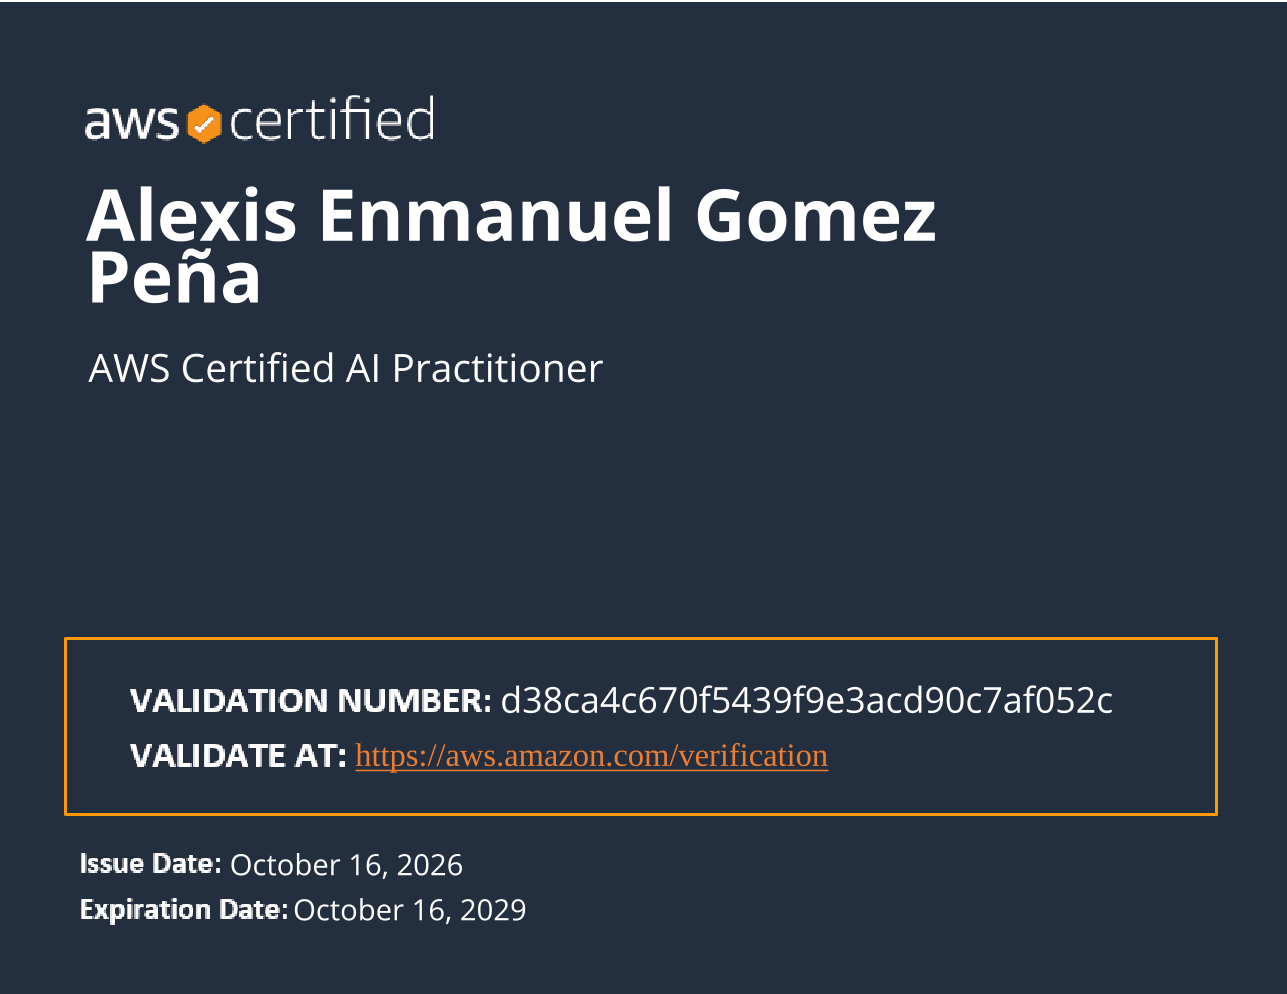 aws certified
Alexis Enmanuel Gomez
Peña
AWS Certified AI Practitioner
VALIDATION NUMBER: d38ca4c670f5439f9e3acd90c7af052c
VALIDATE AT: https://aws.amazon.com/verification
Issue Date: October 16, 2026
Expiration Date: October 16, 2029